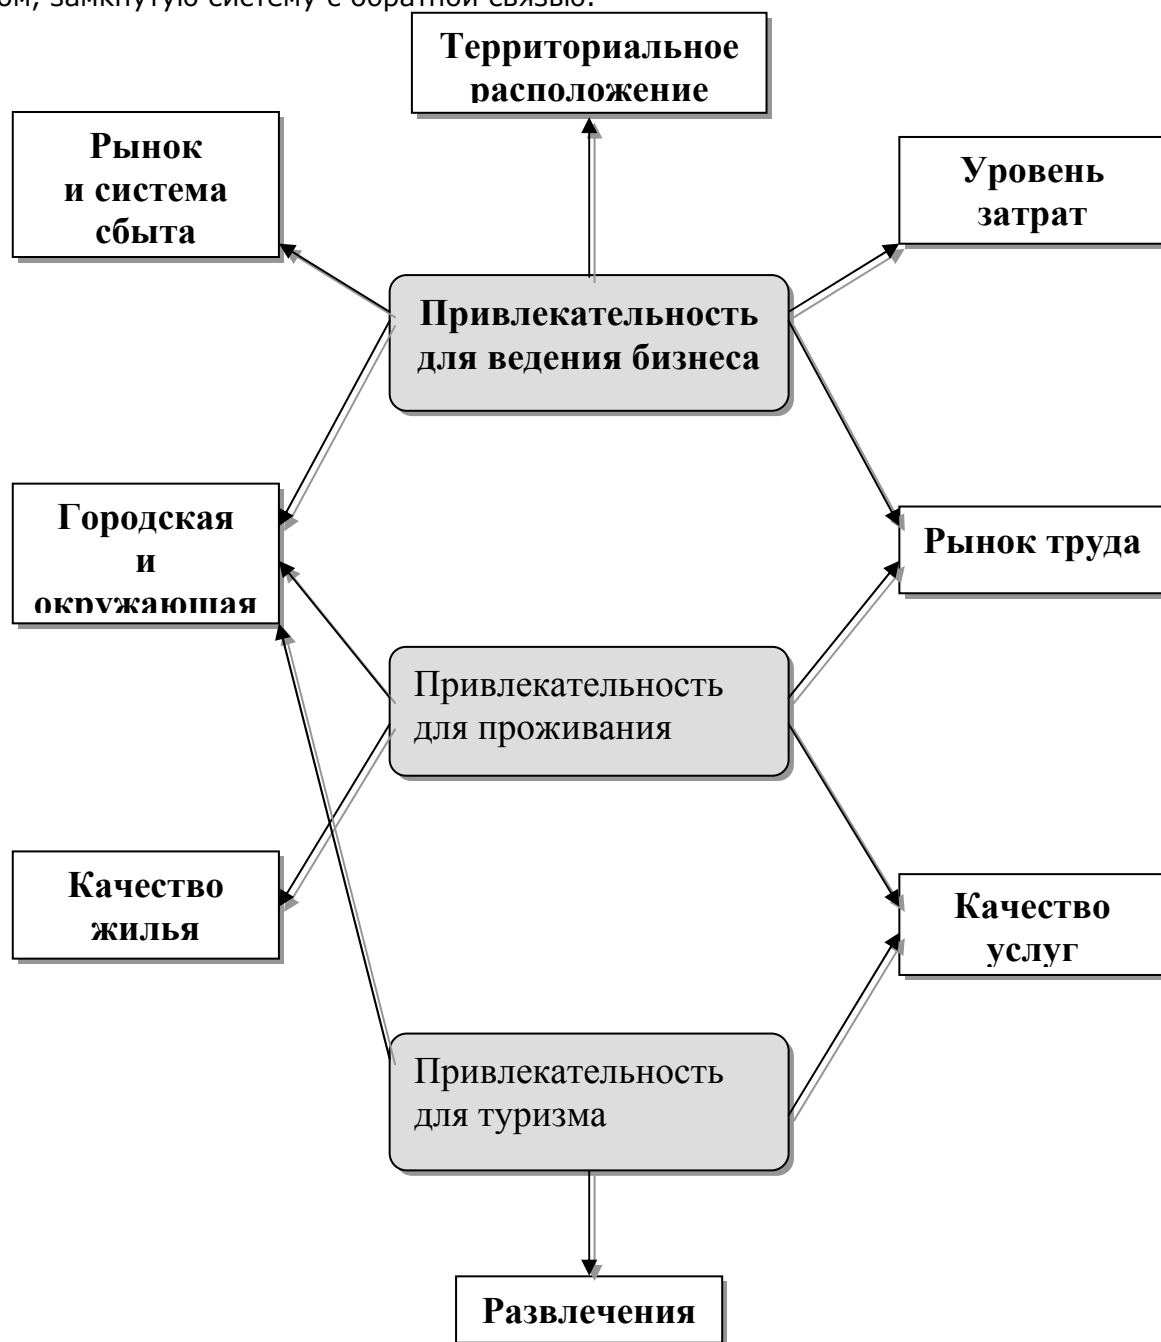 ом, замкнутую систему с обратной связью.
Территориальное
расположение
Рынок
и система
сбыта
Уровень
затрат
Привлекательность
для ведения бизнеса
Городская
и
окружающая
Рынок труда
Привлекательность
для проживания
Качество
жилья
Качество
услуг
Привлекательность
для туризма
Развлечения